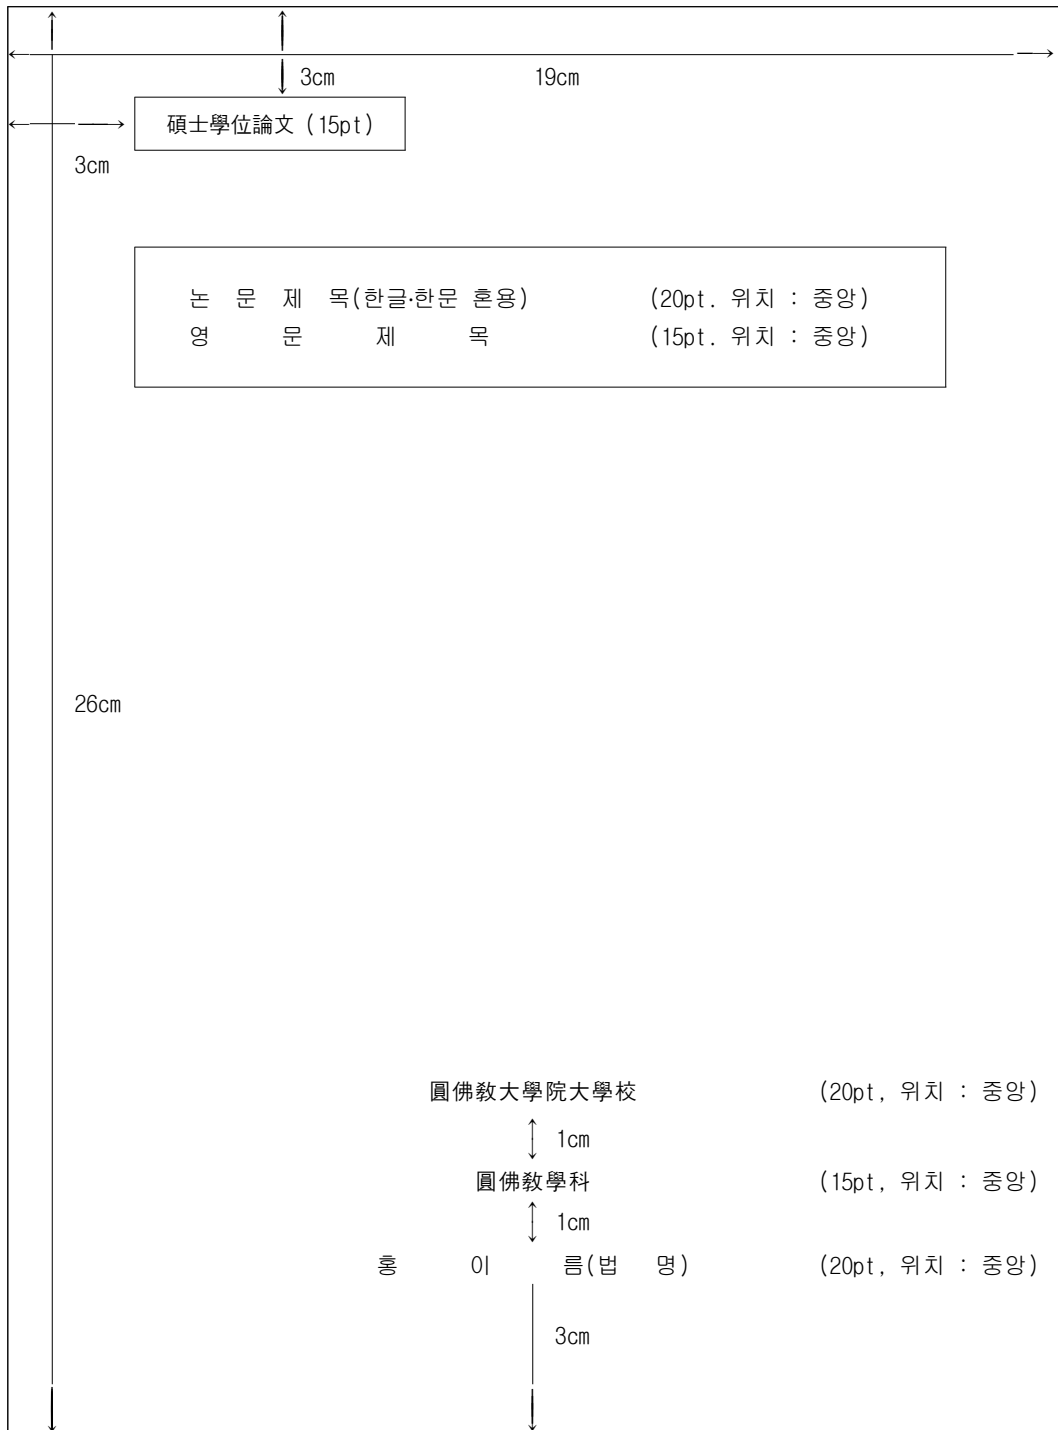 3cm 19cm
碩士學位論文 (15pt)
3cm
논 문 제 목(한글·한문 혼용) (20pt. 위치 : 중앙)
영 문 제 목 (15pt. 위치 : 중앙)
26cm
圓佛敎大學院大學校 (20pt, 위치 : 중앙)
1cm
圓佛敎學科 (15pt, 위치 : 중앙)
1cm
홍 이 름(법 명) (20pt, 위치 : 중앙)
3cm